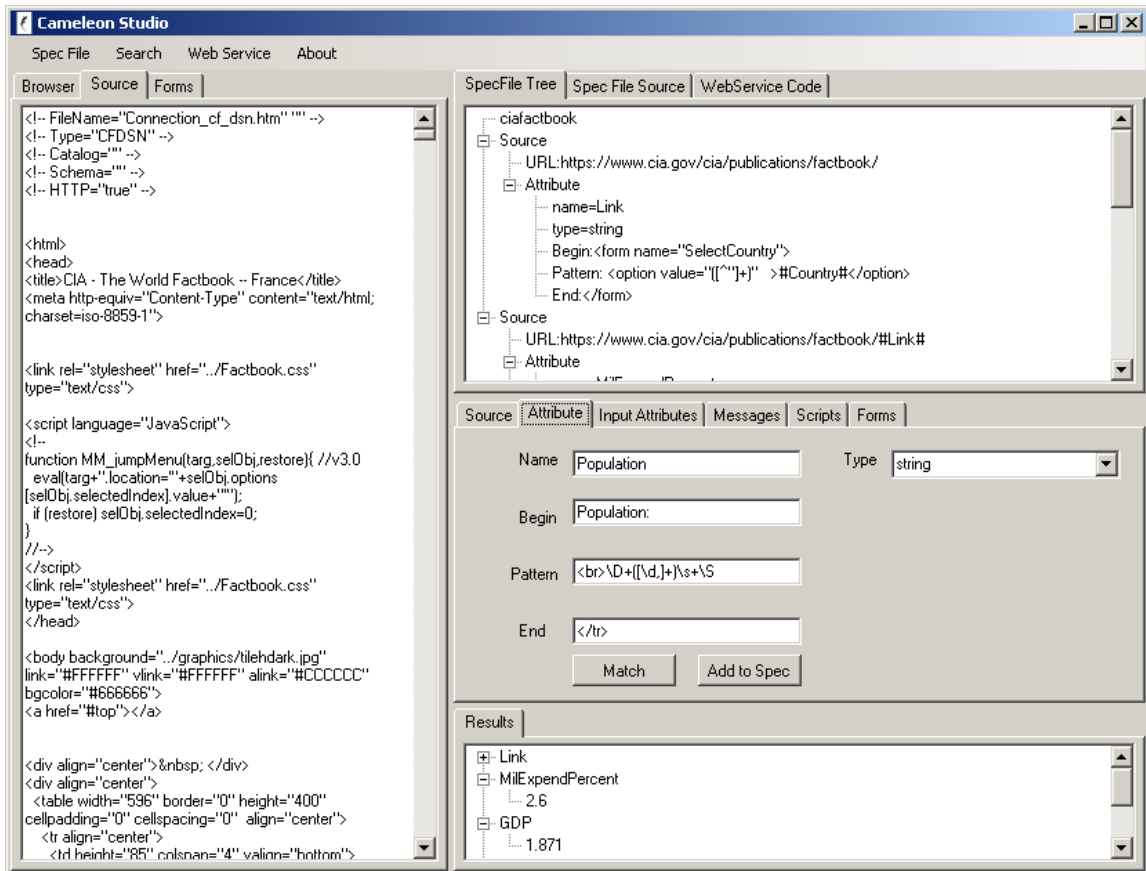 Cameleon Studio
Spec File Search Web Service About
Browser Source Forms
<!-- FileName="Connection_cf_dsn.htm" "" -->
<!-- Type="CFDSN" -->
<!-- Catalog="" -->
<!-- Schema="" -->
<!-- HTTP="true" -->
<html>
<head>
<title>CIA - The World Factbook -- France</title>
<meta http-equiv="Content-Type" content="text/html;
charset=iso-8859-1">
<link rel="stylesheet" href="../Factbook.css"
type="text/css">
<script language="JavaScript">
<!--
function MM_jumpMenu(targ,selObj,restore){ //v3.0
eval(targ+".location='"+selObj.options
[selObj.selectedIndex].value+"'");
if (restore) selObj.selectedIndex=0;
}
//-->
</script>
<link rel="stylesheet" href="../Factbook.css"
type="text/css">
</head>
<body background="../graphics/tilehdark.jpg"
link="#FFFFFF" vlink="#FFFFFF" alink="#CCCCCC"
bgcolor="#666666">
<a href="#top"></a>
<div align="center">&nbsp; </div>
<div align="center">
<table width="596" border="0" height="400"
cellpadding="0" cellspacing="0" align="center">
<tr align="center">
<td height="85" colspan="4" valign="bottom">
SpecFile Tree Spec File Source WebService Code
ciafactbook
Source
URL:https://www.cia.gov/cia/publications/factbook/
Attribute
name=Link
type=string
Begin:<form name="SelectCountry">
Pattern: <option value="([^"]+)" >#Country#</option>
End:</form>
Source
URL:https://www.cia.gov/cia/publications/factbook/#Link#
Attribute
Source Attribute Input Attributes Messages Scripts Forms
Name Population Type string
Begin Population:
Pattern <br>\D+([\d,]+)\s+\S
End </tr>
Match Add to Spec
Results
Link
MilExpendPercent
2.6
GDP
1.871